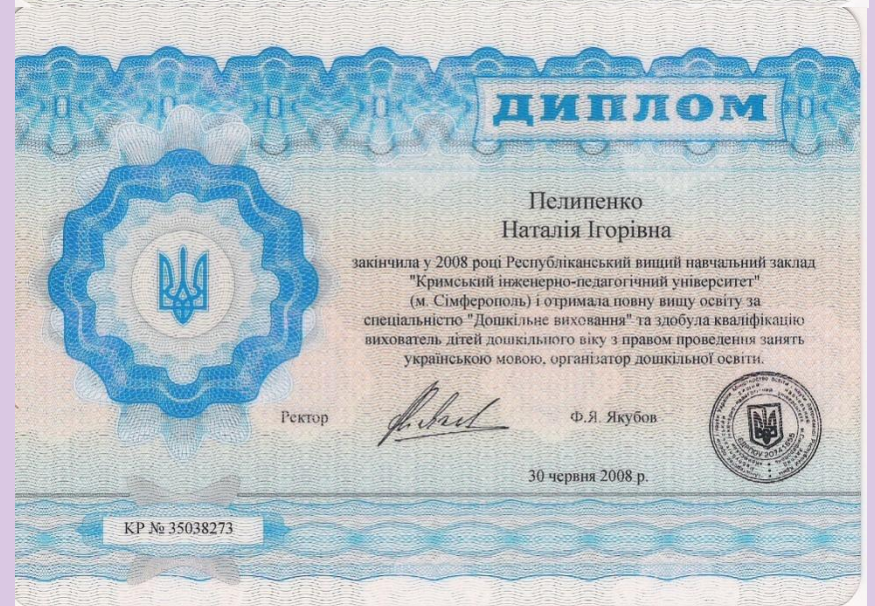 ДИПЛОМ
Пелипенко
Наталія Ігорівна
закінчила у 2008 році Республіканський вищий навчальний заклад
"Кримський інженерно-педагогічний університет"
(м. Сімферополь) і отримала повну вищу освіту за
спеціальністю "Дошкільне виховання" та здобула кваліфікацію
вихователь дітей дошкільного віку з правом проведення занять
українською мовою, організатор дошкільної освіти.
Ректор
Ф.Я. Якубов
30 червня 2008 р.
КР № 35038273